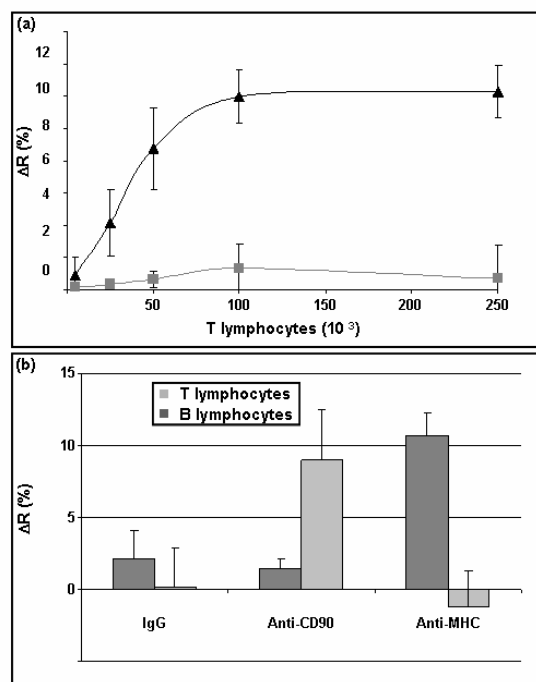 (a)
12
10
8
6
4
2
0
ΔR (%)
50
100
150
200
250
T lymphocytes (10 ³)
(b)
15
10
5
0
ΔR (%)
T lymphocytes
B lymphocytes
IgG
Anti-CD90
Anti-MHC